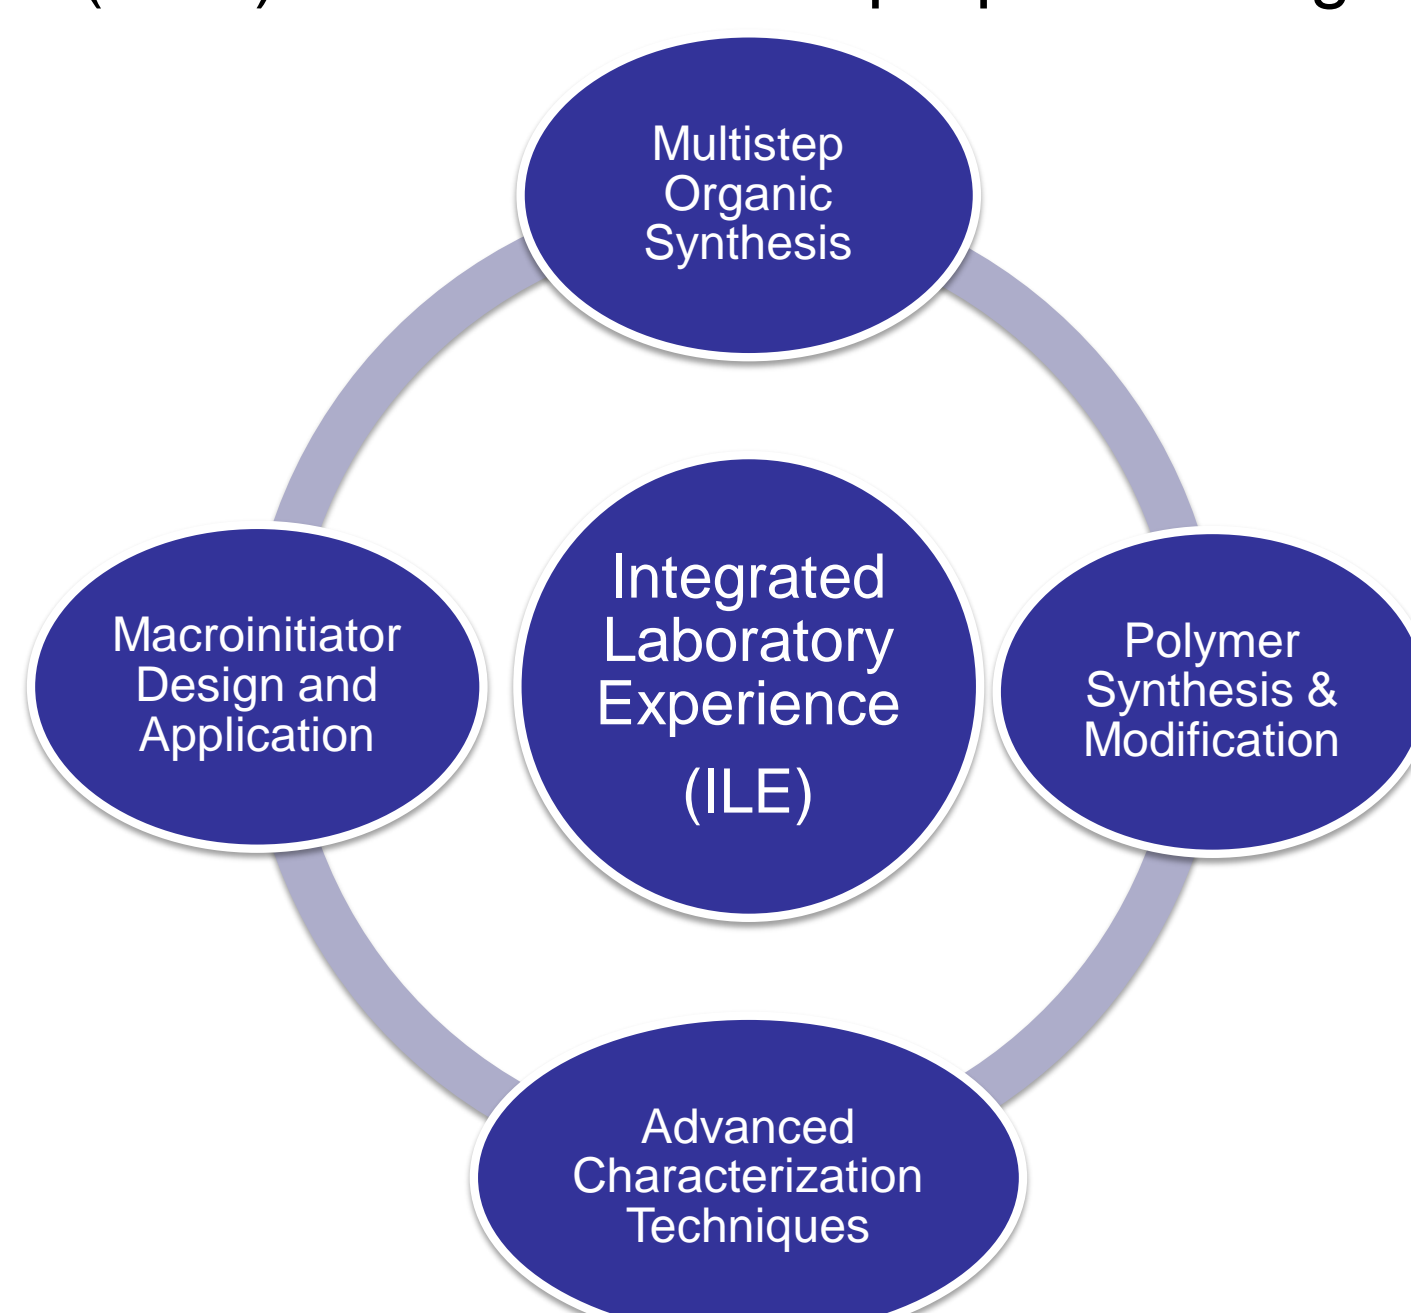 Multistep
Organic
Synthesis
Integrated
Laboratory
Experience
(ILE)
Macroinitiator
Design and
Application
Polymer
Synthesis &
Modification
Advanced
Characterization
Techniques